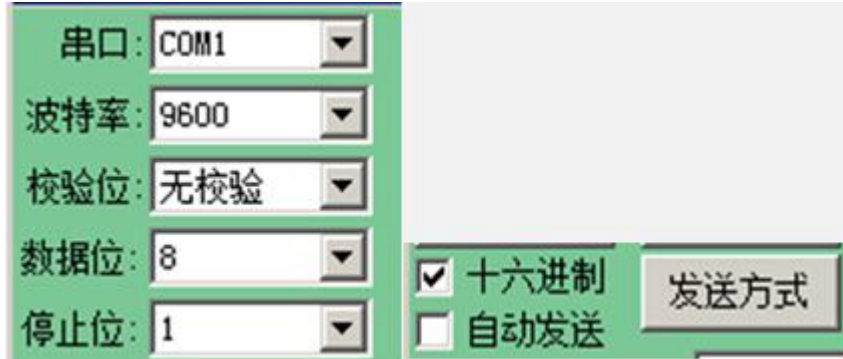 串口: COM1
波特率: 9600
校验位: 无校验
数据位: 8
停止位: 1
十六进制
发送方式
自动发送